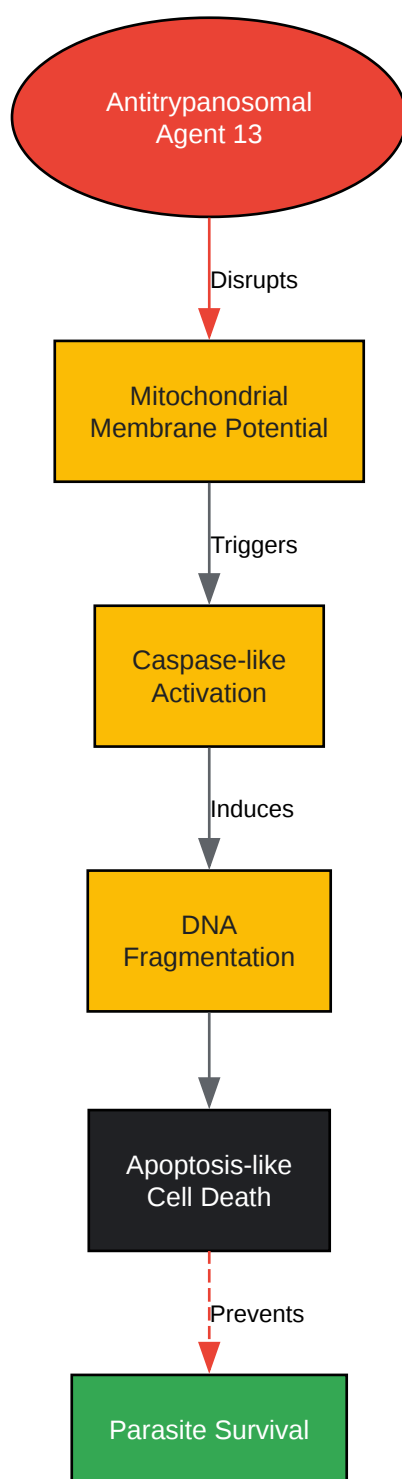 Antitrypanosomal
Agent 13
Disrupts
Mitochondrial
Membrane Potential
Triggers
Caspase-like
Activation
Induces
DNA
Fragmentation
Apoptosis-like
Cell Death
Prevents
Parasite Survival